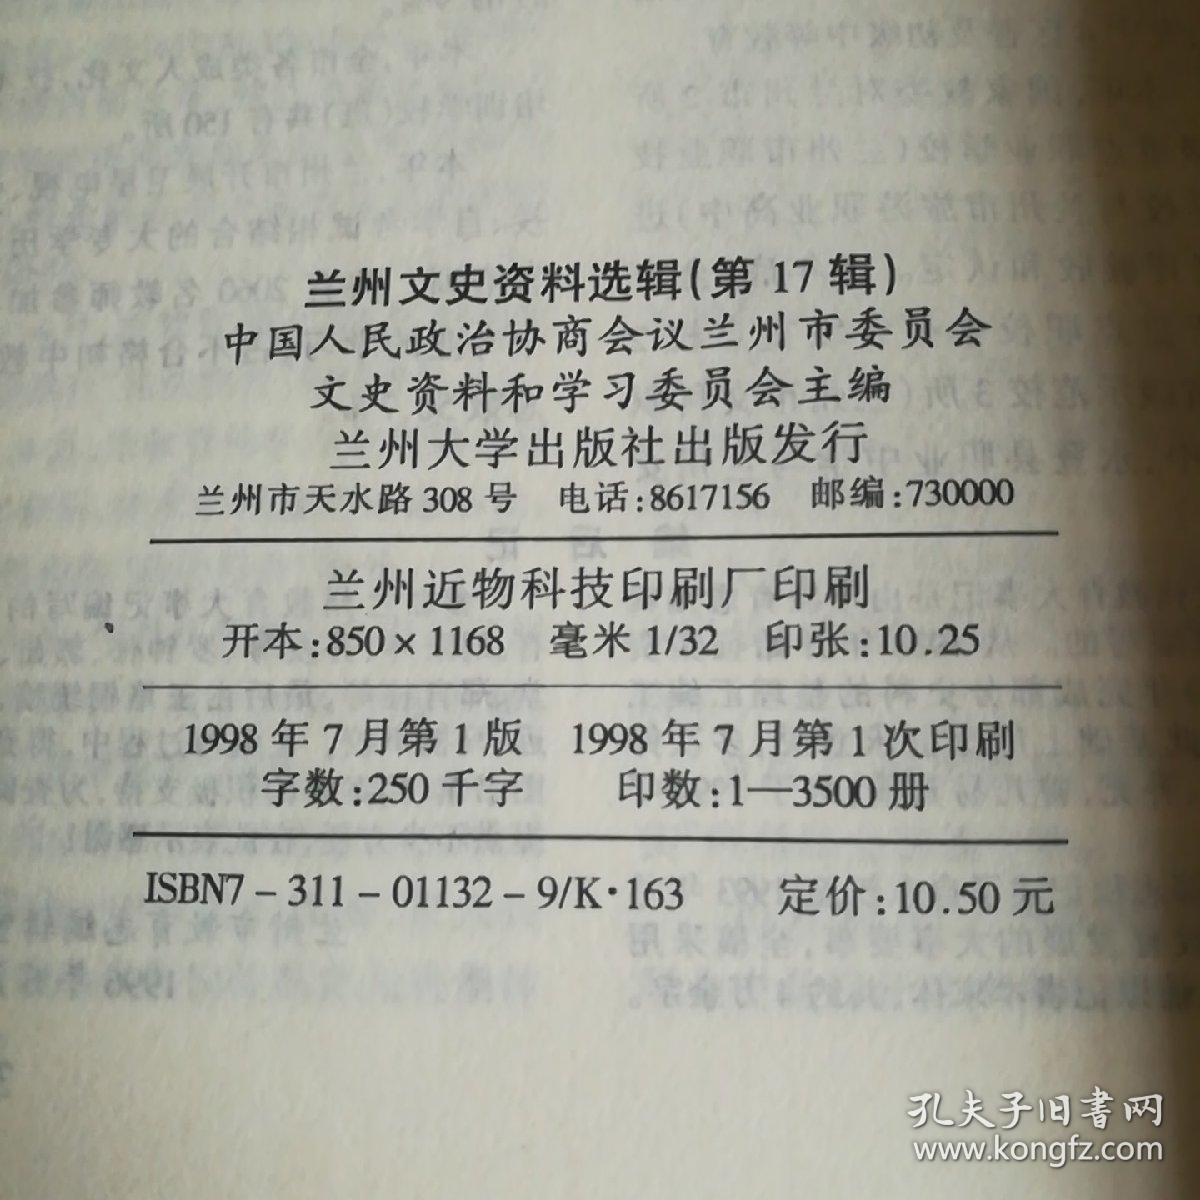 兰州文史资料选辑(第17辑)
中国人民政治协商会议兰州市委员会
文史资料和学习委员会主编
兰州大学出版社出版发行
兰州市天水路308号 电话:8617156 邮编:730000
兰州近物科技印刷厂印刷
开本:850×1168 毫米1/32 印张:10.25
1998年7月第1版 1998年7月第1次印刷
字数:250千字 印数:1—3500册
ISBN7-311-01132-9/K·163 定价:10.50元
孔夫子旧书网
www.kongfz.com